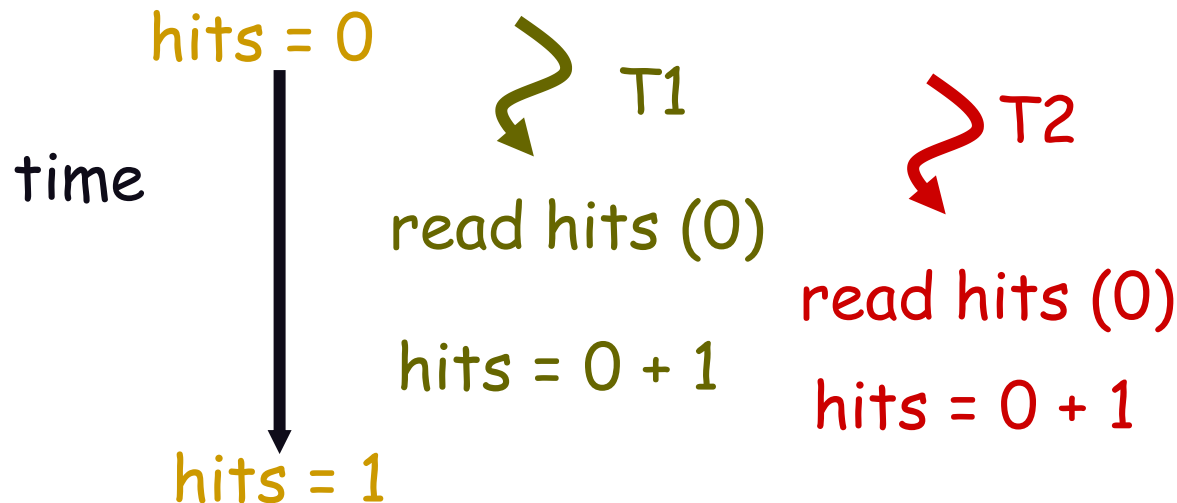 hits = 0
T1
T2
time
read hits (0)
read hits (0)
hits = 0 + 1
hits = 0 + 1
hits = 1